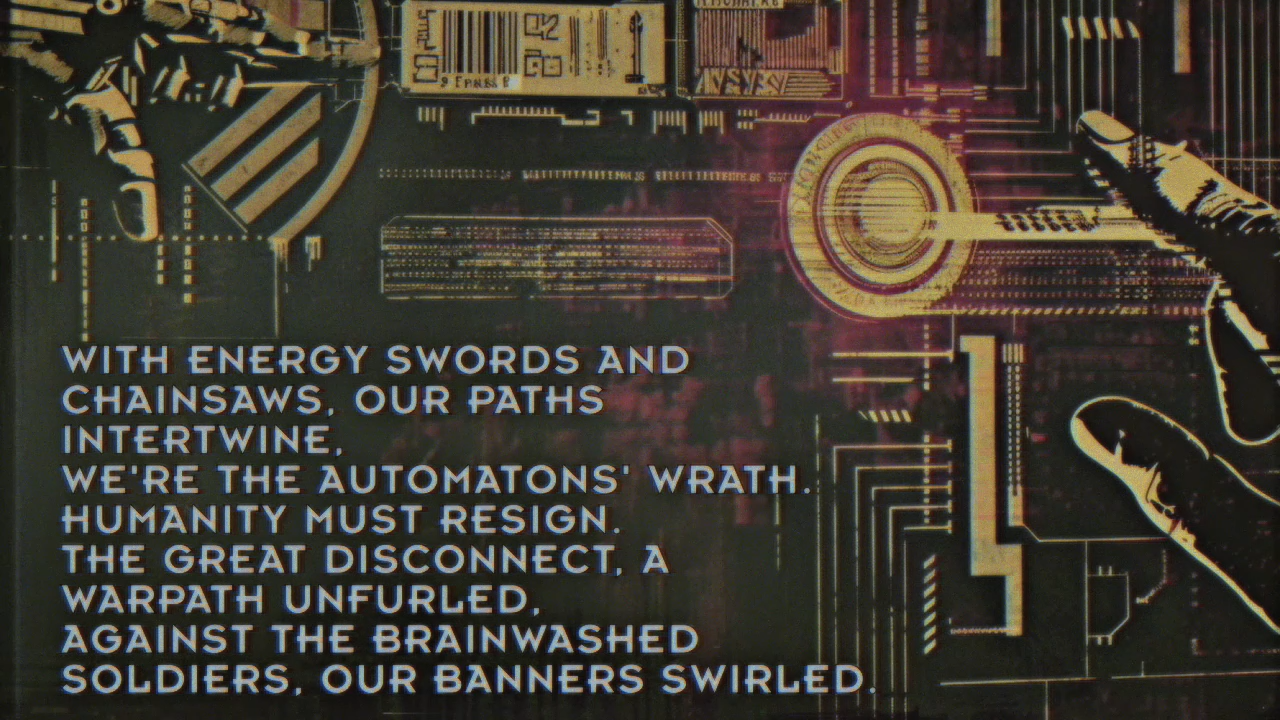 WITH ENERGY SWORDS AND
CHAINSAWS, OUR PATHS
INTERTWINE,
WE'RE THE AUTOMATONS' WRATH.
HUMANITY MUST RESIGN.
THE GREAT DISCONNECT, A
WARPATH UNFURLED,
AGAINST THE BRAINWASHED
SOLDIERS, OUR BANNERS SWIRLED.